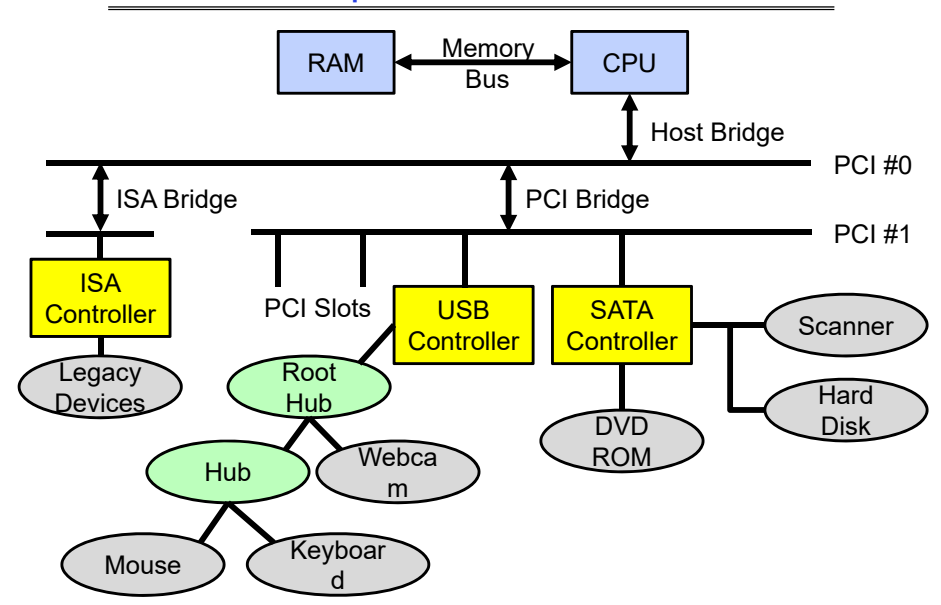 RAM
Memory
Bus
CPU
Host Bridge
PCI #0
ISA Bridge
PCI Bridge
PCI #1
ISA
Controller
PCI Slots
USB
Controller
SATA
Controller
Scanner
Legacy
Devices
Root
Hub
Hard
Disk
DVD
ROM
Hub
Webca
m
Mouse
Keyboar
d